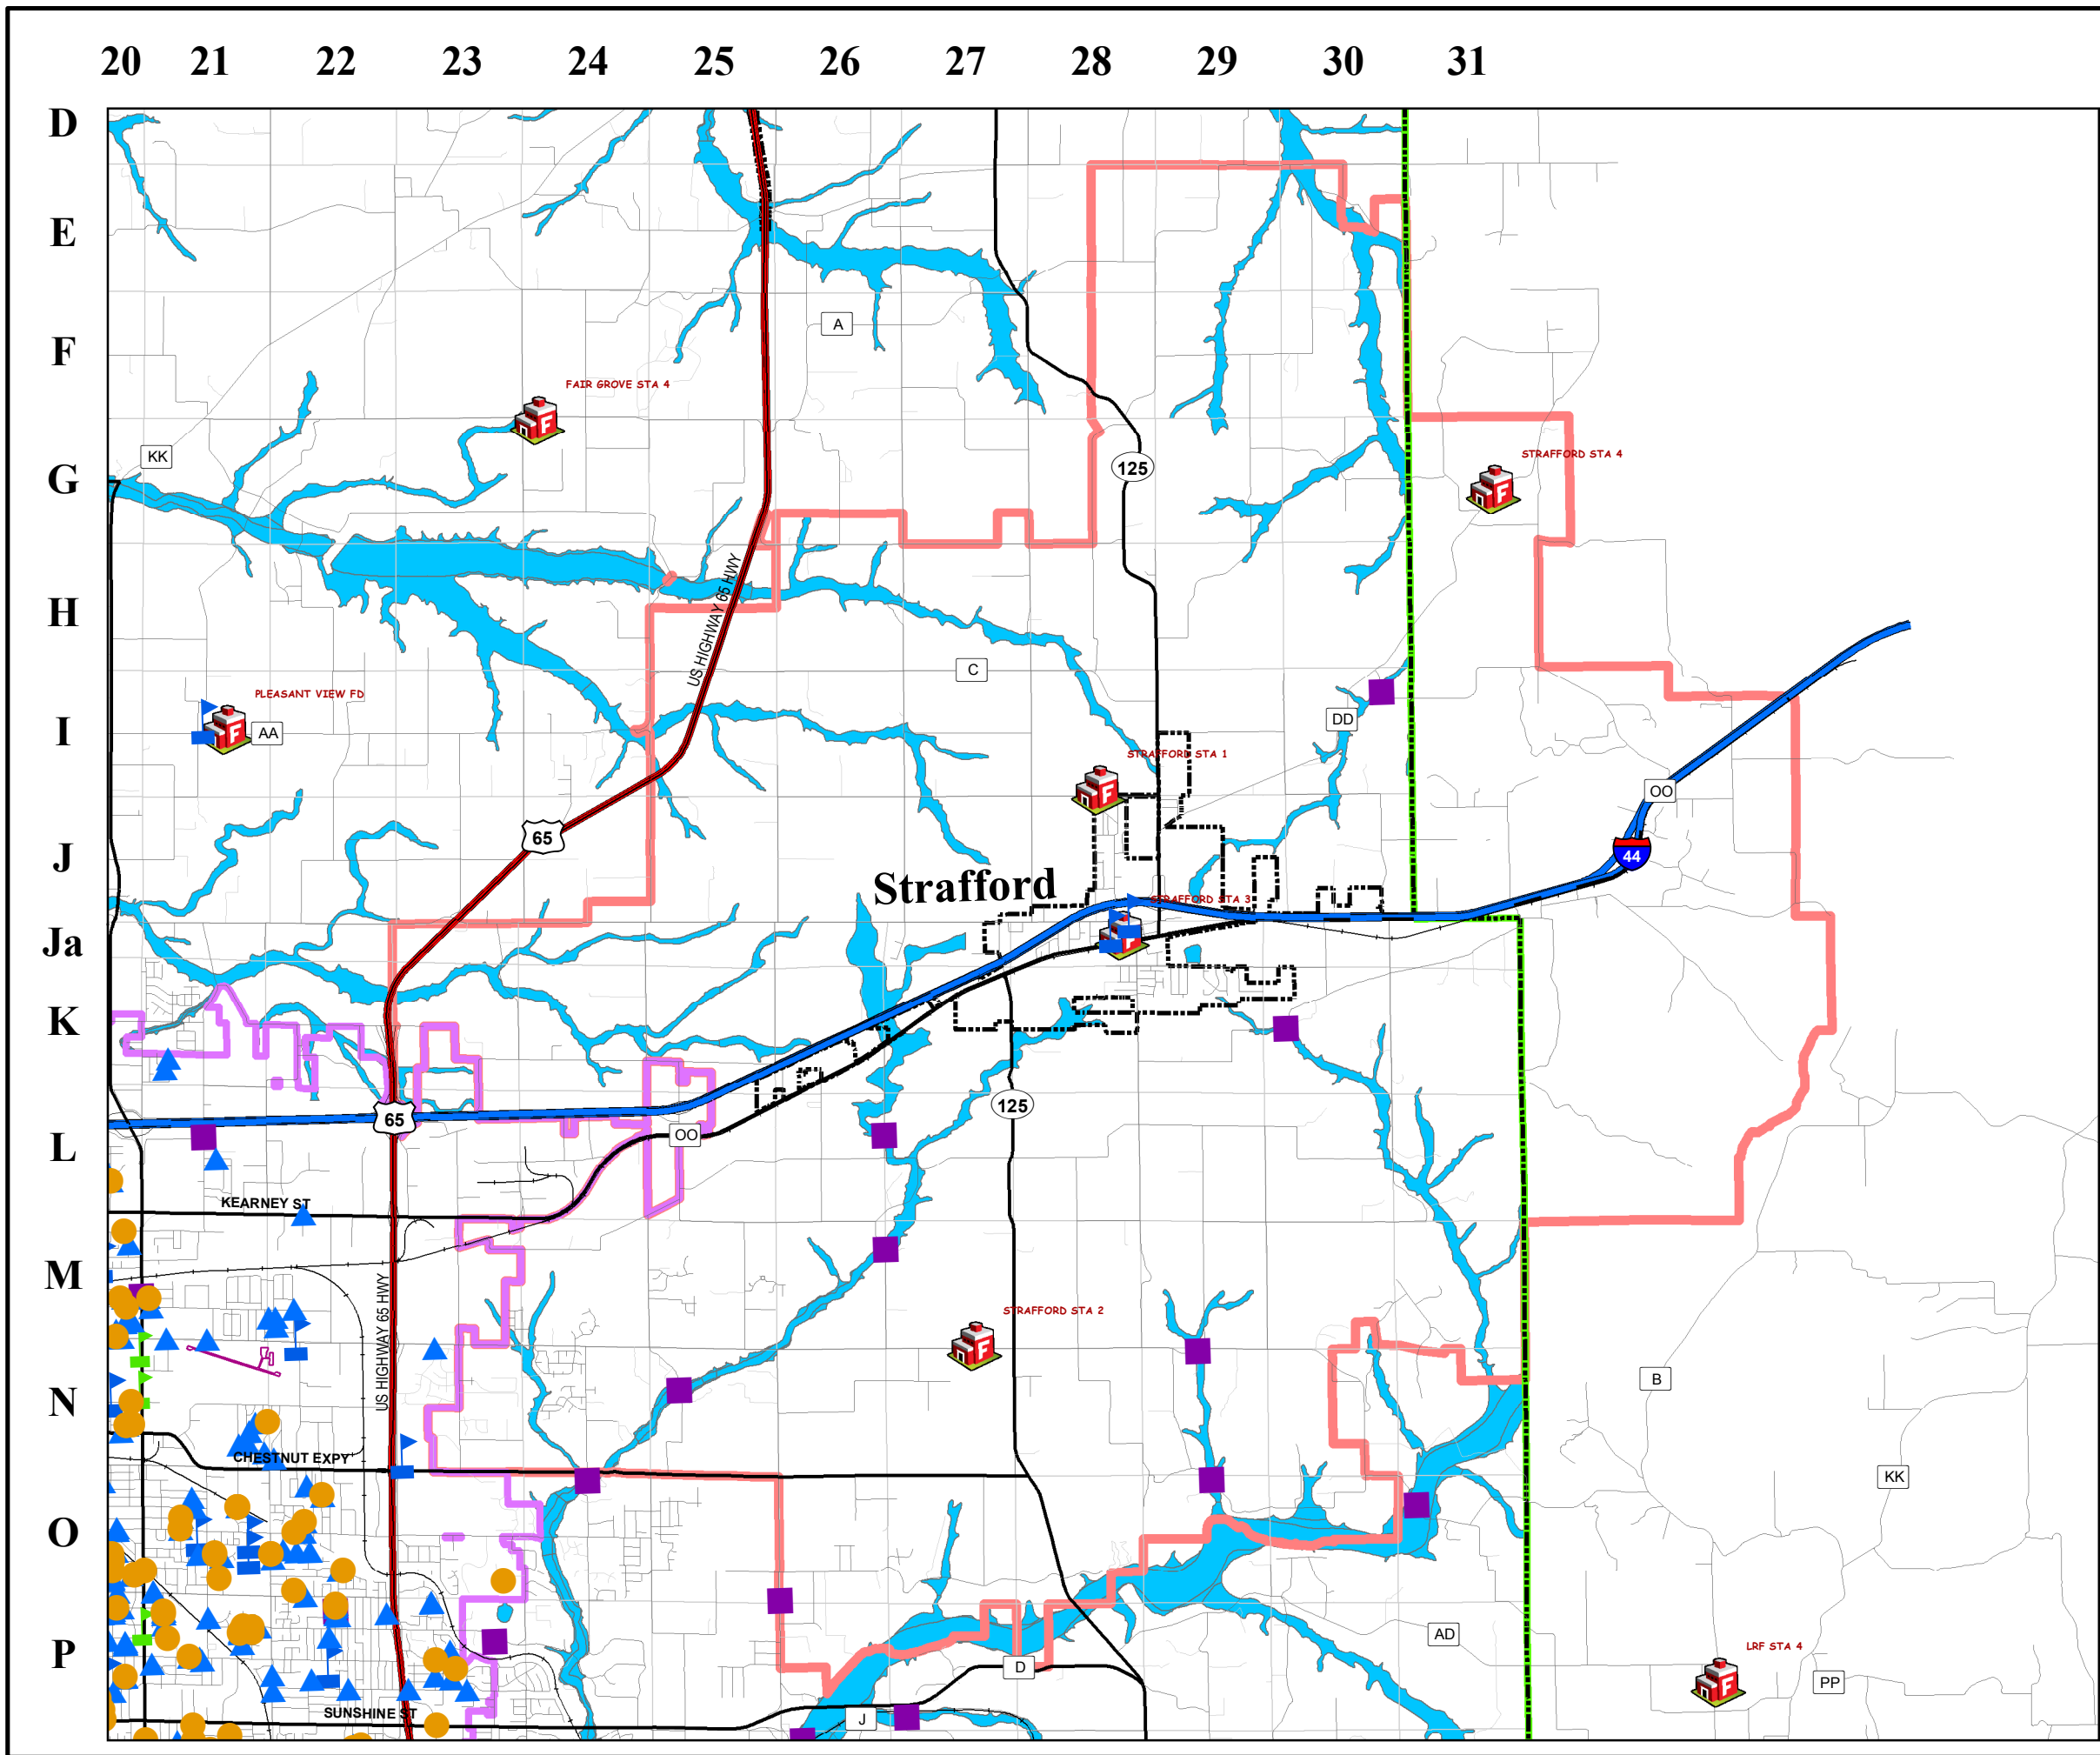 20 21 22 23 24 25 26 27 28 29 30 31
D
E
A
F
FAIR GROVE STA 4
KK
STRAFFORD STA 4
125
G
US HIGHWAY 65 HWY
H
C
PLEASANT VIEW FD
DD
I
AA
STRAFFORD STA 1
OO
65
J
44
Strafford
STRAFFORD STA 3
Ja
K
125
65
OO
L
KEARNEY ST
M
US HIGHWAY 65 HWY
STRAFFORD STA 2
B
N
CHESTNUT EXPY
KK
O
AD
P
LRF STA 4
D
PP
SUNSHINE ST
J